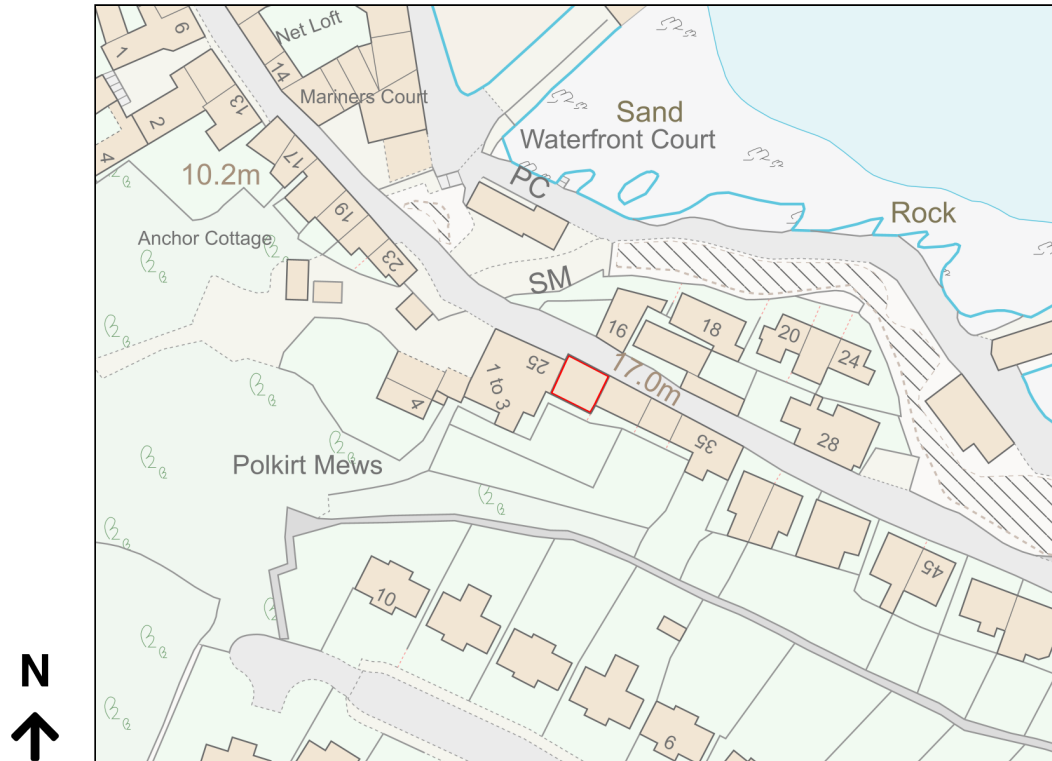 6
Net Loft
1
14
Mariners Court
13
2
Sand
Waterfront Court
4
17
10.2m
PC
19
Rock
Anchor Cottage
23
SM
16
18
20
24
25
17.0m
1 to 3
4
35
28
Polkirt Mews
45
10
N
6